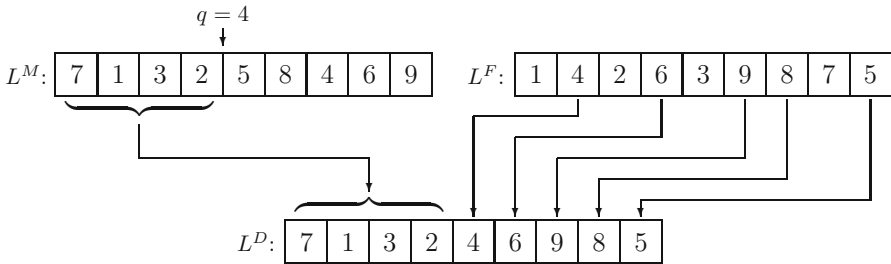 q = 4
L^M: 7 1 3 2 5 8 4 6 9
L^F: 1 4 2 6 3 9 8 7 5
L^D: 7 1 3 2 4 6 9 8 5